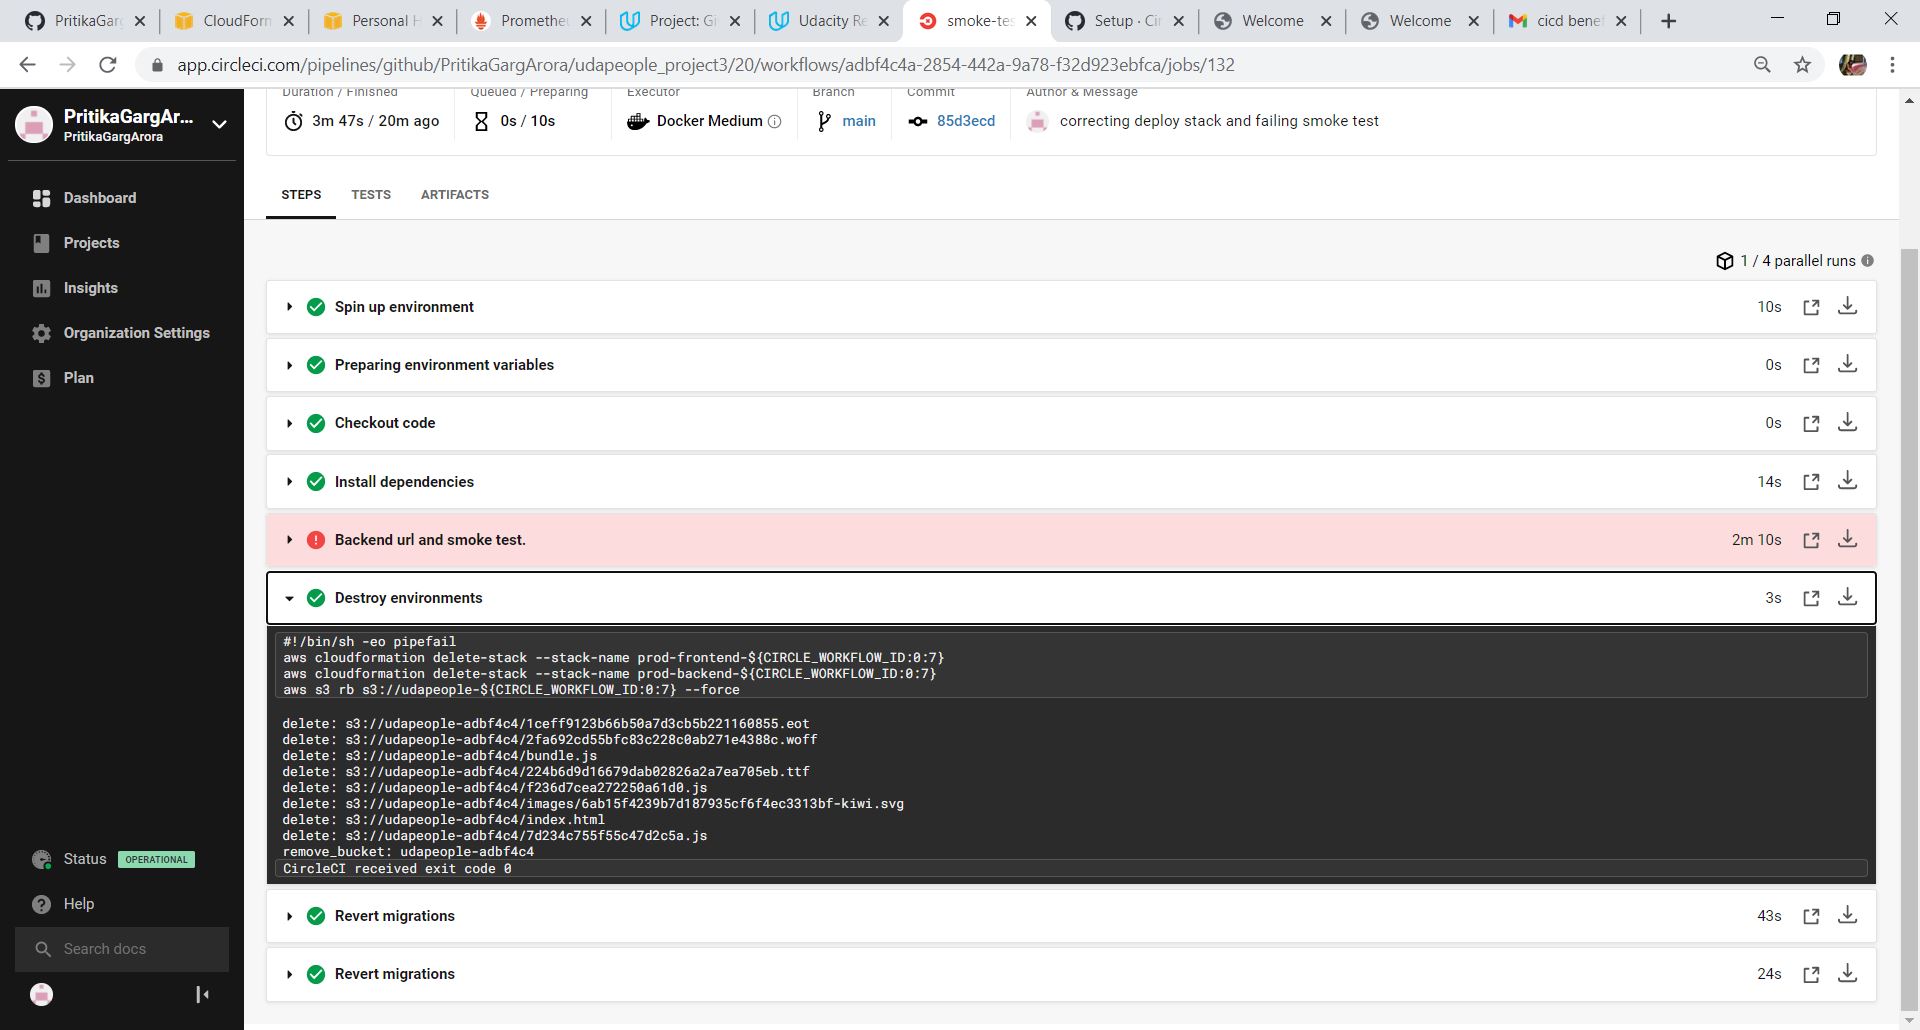 PritikaGarg
CloudForm
Personal H
Prometheu
Project: Gi
Udacity Re
smoke-tes
Setup · Cir
Welcome
Welcome
cicd benef
app.circleci.com/pipelines/github/PritikaGargArora/udapeople_project3/20/workflows/adbf4c4a-2854-442a-9a78-f32d923ebfca/jobs/132
PritikaGargAr...
PritikaGargArora
Dashboard
Projects
Insights
Organization Settings
Plan
Status OPERATIONAL
Help
Search docs
Duration / Finished
3m 47s / 20m ago
Queued / Preparing
0s / 10s
Executor
Docker Medium
Branch
main
Commit
85d3ecd
Author & Message
correcting deploy stack and failing smoke test
STEPS TESTS ARTIFACTS
1 / 4 parallel runs
Spin up environment 10s
Preparing environment variables 0s
Checkout code 0s
Install dependencies 14s
Backend url and smoke test. 2m 10s
Destroy environments 3s
#!/bin/sh -eo pipefail
aws cloudformation delete-stack --stack-name prod-frontend-${CIRCLE_WORKFLOW_ID:0:7}
aws cloudformation delete-stack --stack-name prod-backend-${CIRCLE_WORKFLOW_ID:0:7}
aws s3 rb s3://udapeople-${CIRCLE_WORKFLOW_ID:0:7} --force
delete: s3://udapeople-adbf4c4/1ceff9123b66b50a7d3cb5b221160855.eot
delete: s3://udapeople-adbf4c4/2fa692cd55bfc83c228c0ab271e4388c.woff
delete: s3://udapeople-adbf4c4/bundle.js
delete: s3://udapeople-adbf4c4/224b6d9d16679dab02826a2a7ea705eb.ttf
delete: s3://udapeople-adbf4c4/f236d7cea272250a61d0.js
delete: s3://udapeople-adbf4c4/images/6ab15f4239b7d187935cf6f4ec3313bf-kiwi.svg
delete: s3://udapeople-adbf4c4/index.html
delete: s3://udapeople-adbf4c4/7d234c755f55c47d2c5a.js
remove_bucket: udapeople-adbf4c4
CircleCI received exit code 0
Revert migrations 43s
Revert migrations 24s